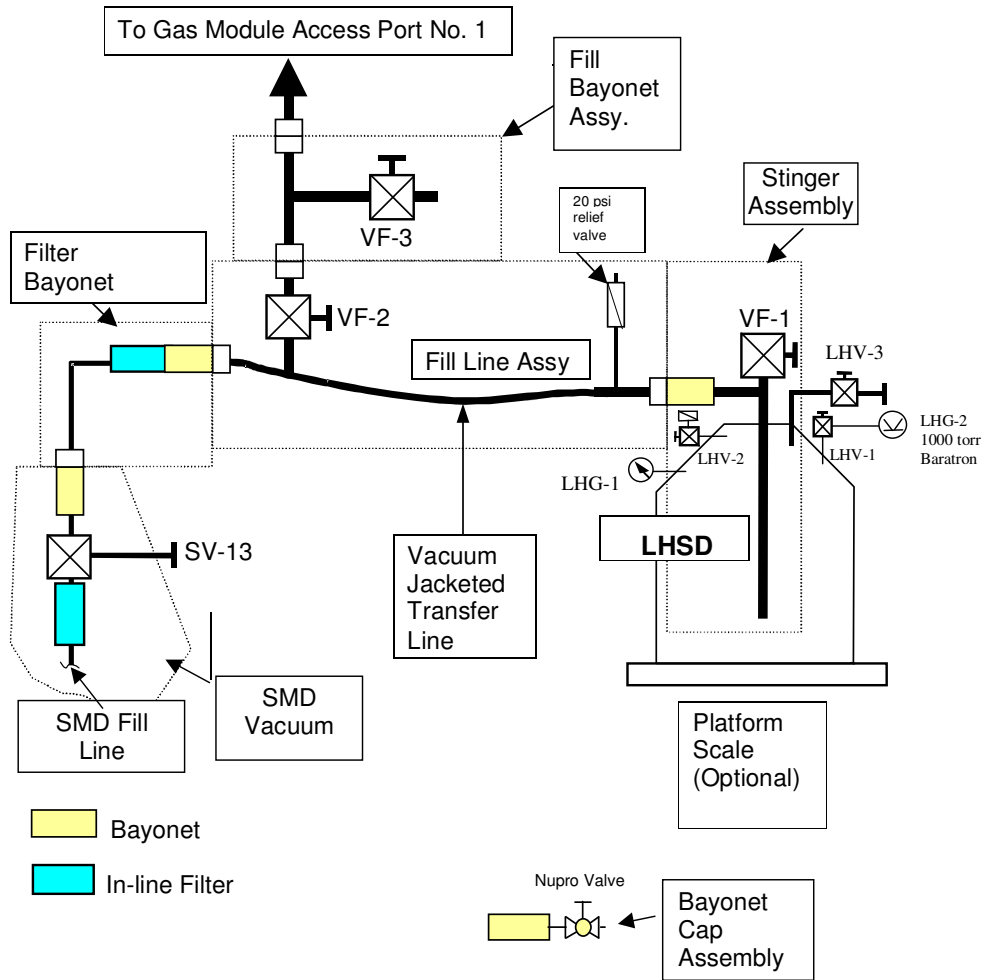 To Gas Module Access Port No. 1
Fill
Bayonet
Assy.
Stinger
Assembly
20 psi
relief
valve
VF-3
Filter
Bayonet
VF-2
VF-1
Fill Line Assy
LHV-3
LHG-2
1000 torr
Baratron
LHV-2
LHV-1
LHG-1
LHSD
SV-13
Vacuum
Jacketed
Transfer
Line
SMD Fill
Line
SMD
Vacuum
Platform
Scale
(Optional)
Bayonet
In-line Filter
Nupro Valve
Bayonet
Cap
Assembly